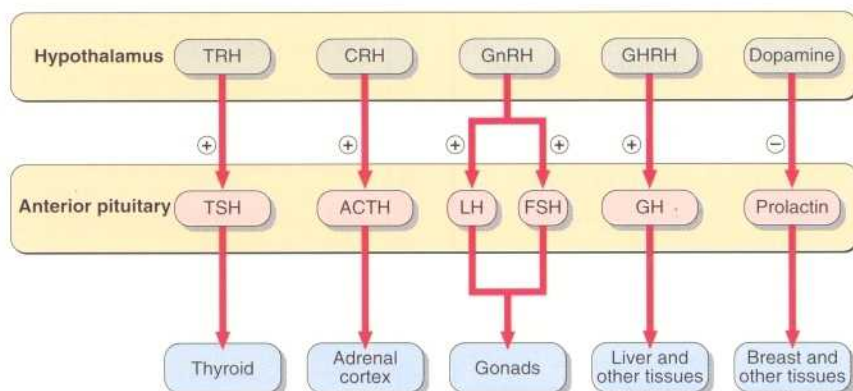 Hypothalamus TRH CRH GnRH GHRH Dopamine
+ + + + + −
Anterior pituitary TSH ACTH LH FSH GH Prolactin
Thyroid Adrenal cortex Gonads Liver and other tissues Breast and other tissues